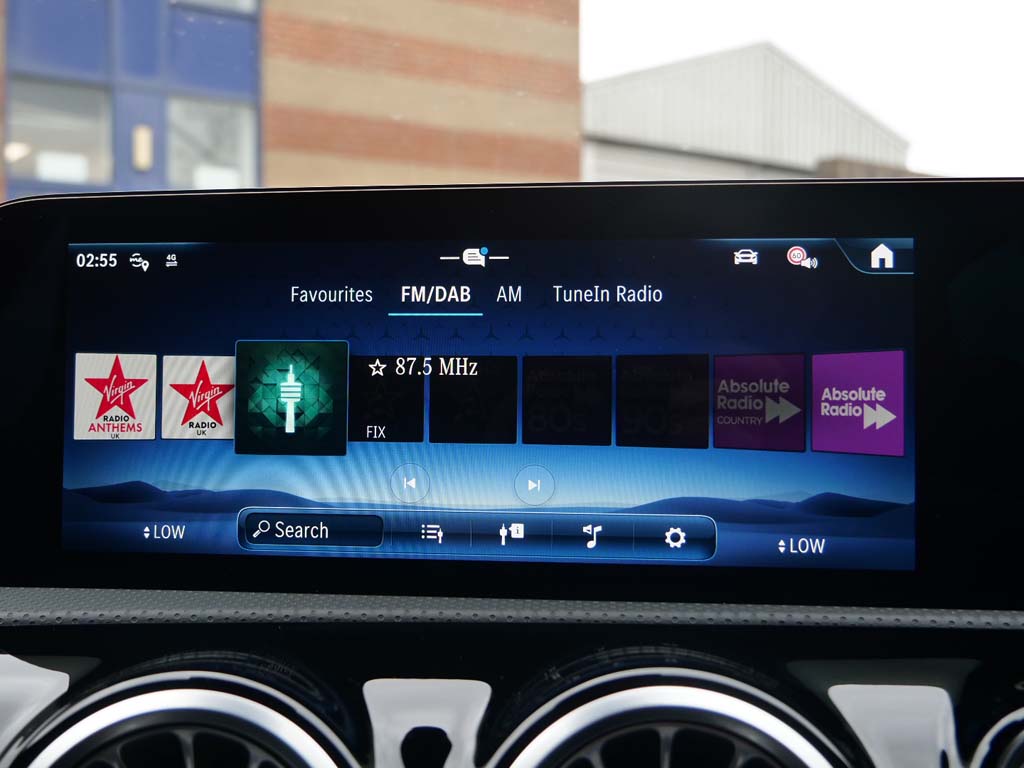 02:55
4G
60
Favourites FM/DAB AM TuneIn Radio
Virgin
RADIO
ANTHEMS
UK
Virgin
RADIO
UK
87.5 MHz
FIX
Absolute
Radio
COUNTRY
Absolute
Radio
LOW
Search
LOW